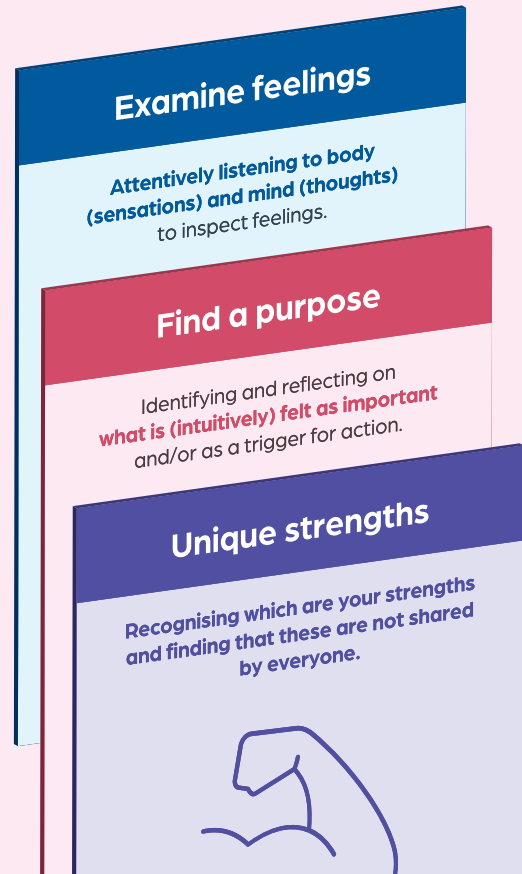 Examine feelings
Attentively listening to body
(sensations) and mind (thoughts)
to inspect feelings.
Find a purpose
Identifying and reflecting on
what is (intuitively) felt as important
and/or as a trigger for action.
Unique strengths
Recognising which are your strengths
and finding that these are not shared
by everyone.